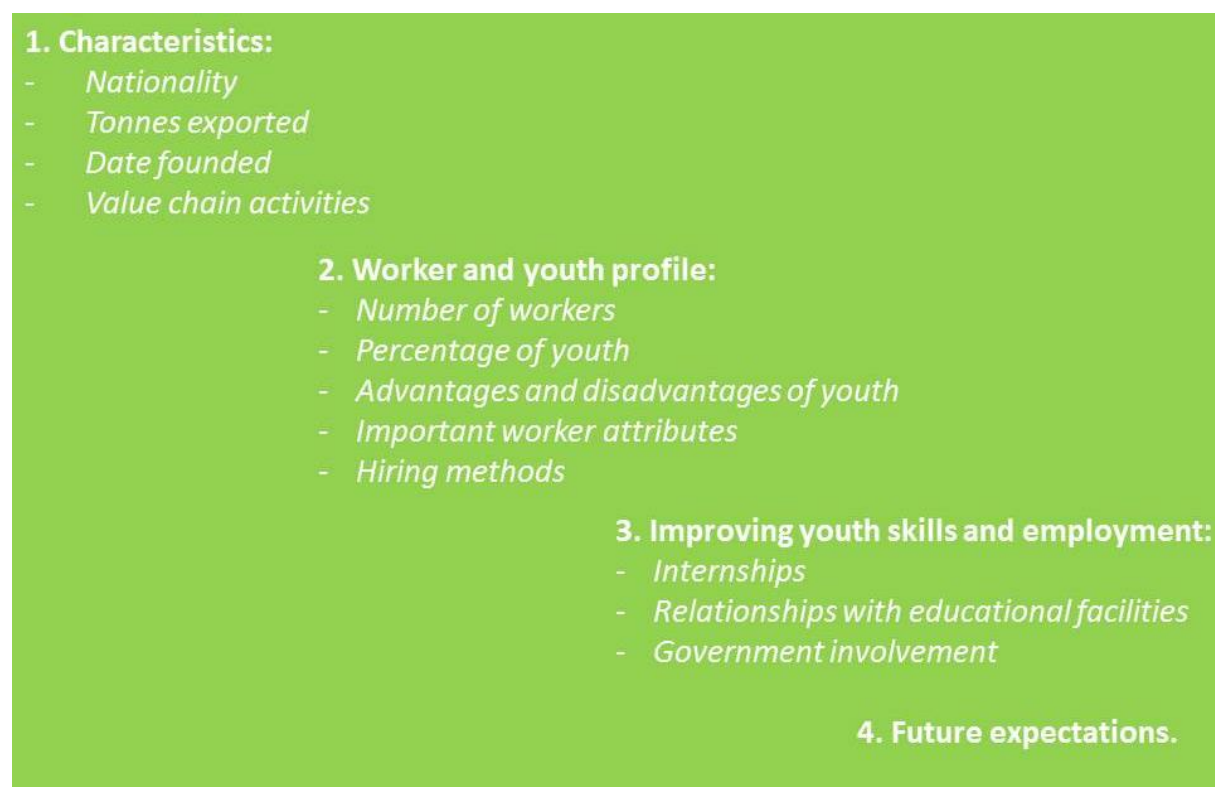 1. Characteristics:
- Nationality
- Tonnes exported
- Date founded
- Value chain activities
2. Worker and youth profile:
- Number of workers
- Percentage of youth
- Advantages and disadvantages of youth
- Important worker attributes
- Hiring methods
3. Improving youth skills and employment:
- Internships
- Relationships with educational facilities
- Government involvement
4. Future expectations.